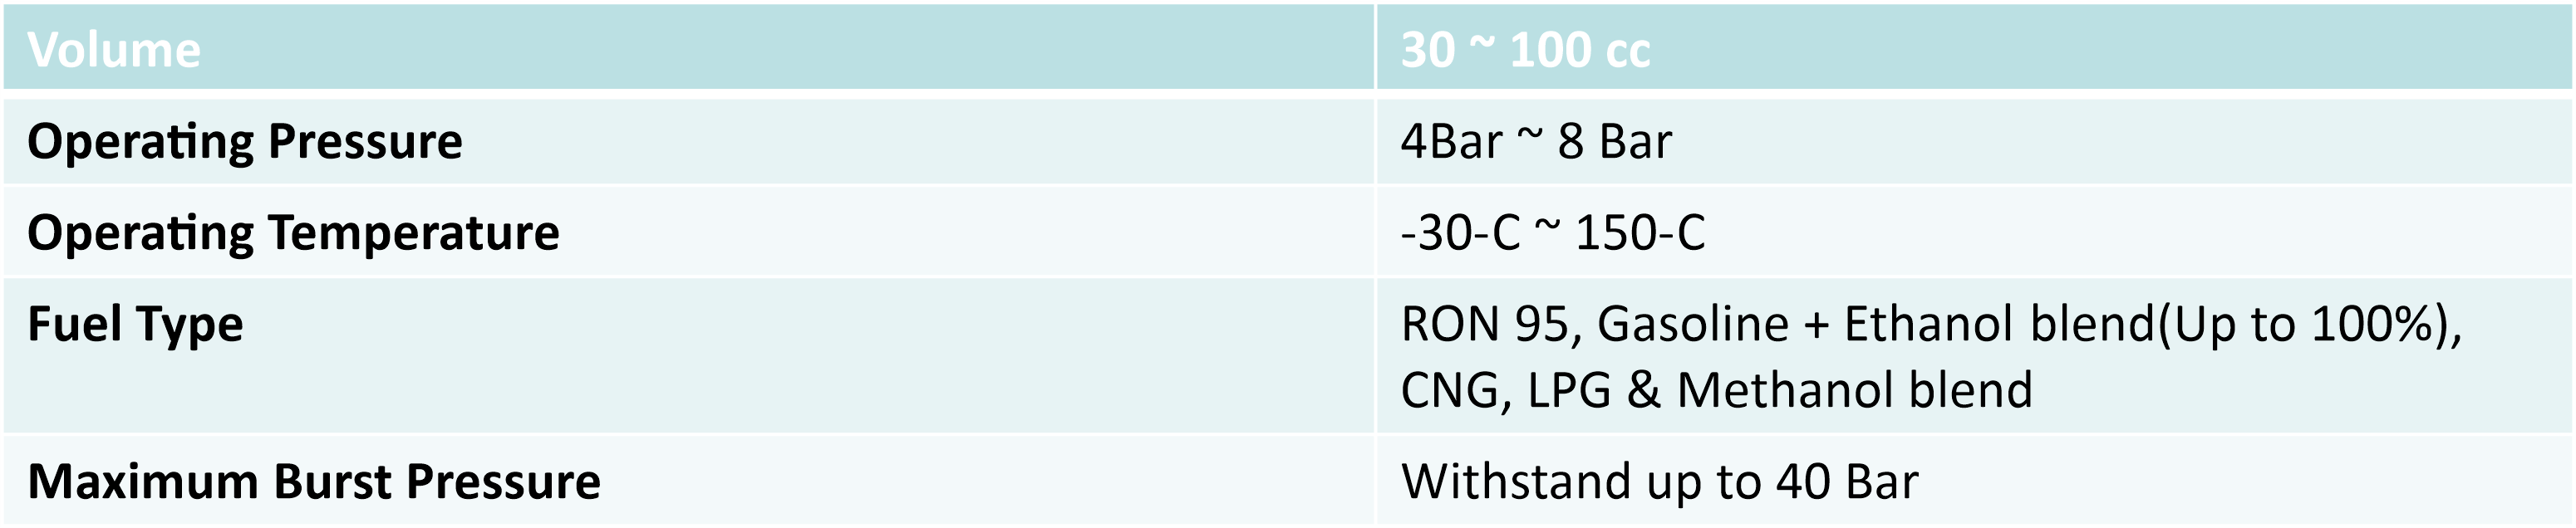 Volume 30 ~ 100 cc
Operating Pressure 4Bar ~ 8 Bar
Operating Temperature -30-C ~ 150-C
Fuel Type RON 95, Gasoline + Ethanol blend(Up to 100%),
CNG, LPG & Methanol blend
Maximum Burst Pressure Withstand up to 40 Bar